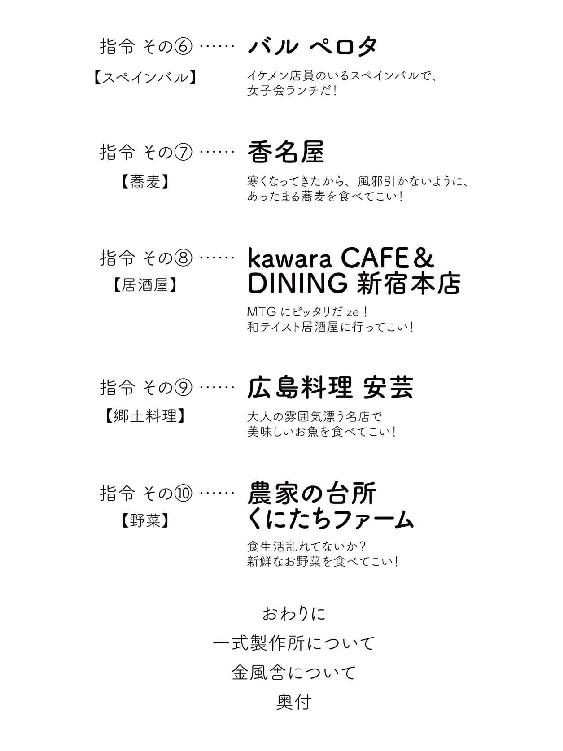 指令 その⑥ …… バル ペロタ
【スペインバル】
イケメン店員のいるスペインバルで、
女子会ランチだ!
指令 その⑦ …… 香名屋
【蕎麦】
寒くなってきたから、風邪引かないように、
あったまる蕎麦を食べてこい!
指令 その⑧ …… kawara CAFE&
DINING 新宿本店
【居酒屋】
MTG にピッタリだ ze !
和テイスト居酒屋に行ってこい!
指令 その⑨ …… 広島料理 安芸
【郷土料理】
大人の雰囲気漂う名店で
美味しいお魚を食べてこい!
指令 その⑩ …… 農家の台所
くにたちファーム
【野菜】
食生活乱れてないか?
新鮮なお野菜を食べてこい!
おわりに
一式製作所について
金風舎について
奥付